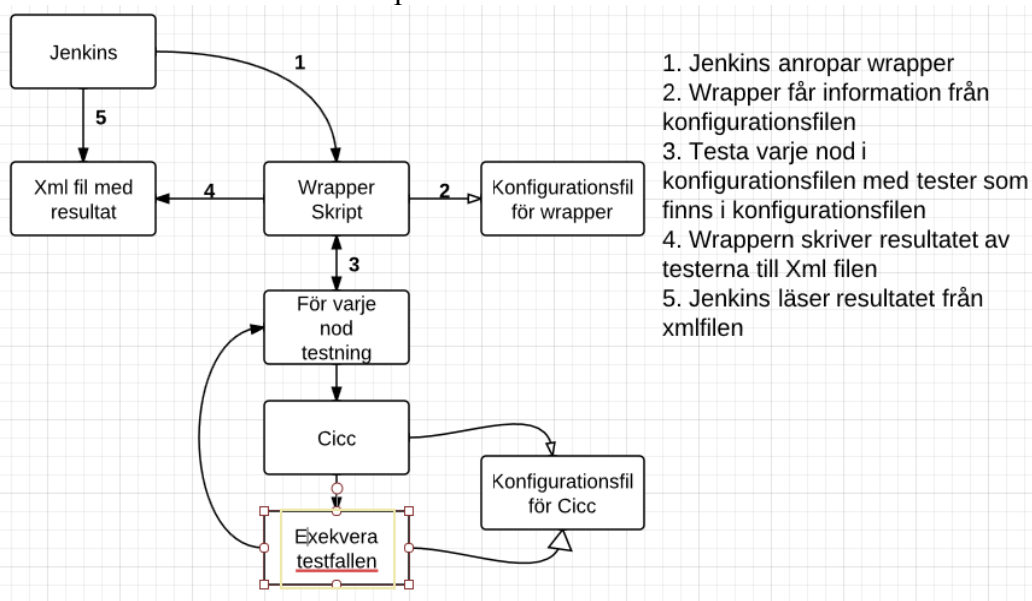 Jenkins
1
5
Xml fil med
resultat
4
Wrapper
Skript
2
Konfigurationsfil
för wrapper
3
För varje
nod
testning
Cicc
Konfigurationsfil
för Cicc
Exekvera
testfallen
1. Jenkins anropar wrapper
2. Wrapper får information från
konfigurationsfilen
3. Testa varje nod i
konfigurationsfilen med tester som
finns i konfigurationsfilen
4. Wrappern skriver resultatet av
testerna till Xml filen
5. Jenkins läser resultatet från
xmlfilen